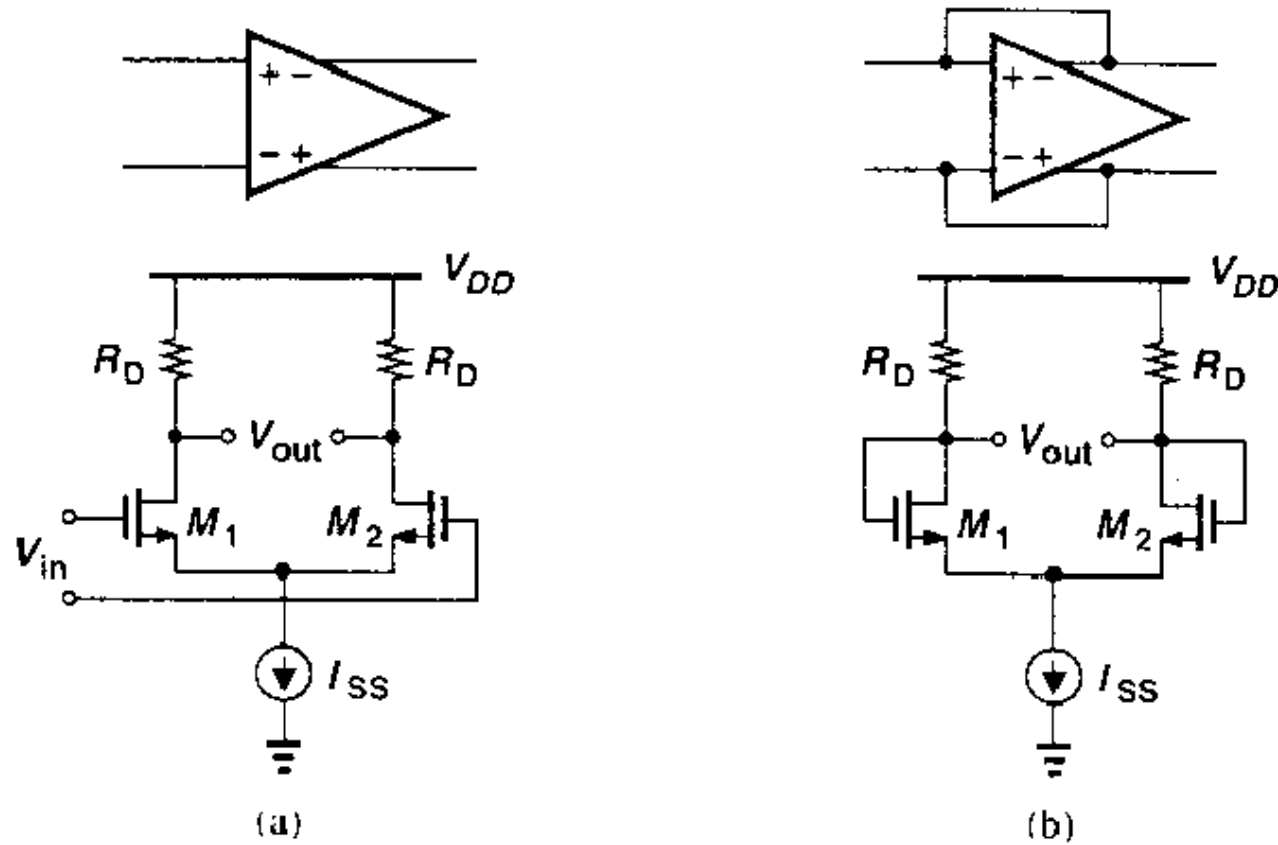 + −
− +
V_DD
R_D
R_D
V_out
M_1
M_2
V_in
I_SS
(a)
+ −
− +
V_DD
R_D
R_D
V_out
M_1
M_2
I_SS
(b)